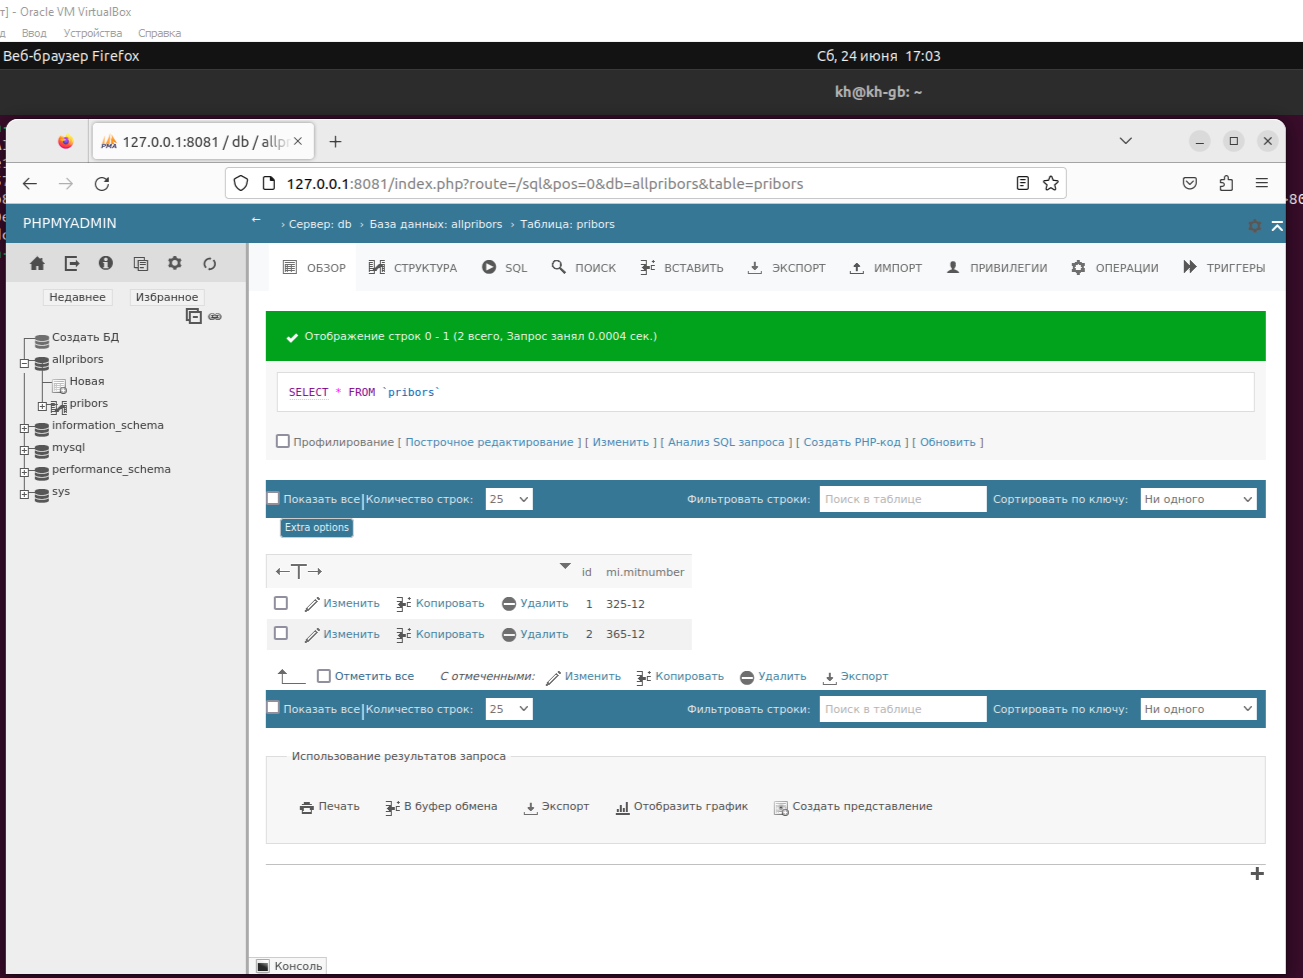 т] - Oracle VM VirtualBox
Ввод Устройства Справка
Веб-браузер Firefox Сб, 24 июня 17:03
kh@kh-gb: ~
127.0.0.1:8081 / db / allpr
127.0.0.1:8081/index.php?route=/sql&pos=0&db=allpribors&table=pribors
PHPMYADMIN
← › Сервер: db › База данных: allpribors › Таблица: pribors
ОБЗОР СТРУКТУРА SQL ПОИСК ВСТАВИТЬ ЭКСПОРТ ИМПОРТ ПРИВИЛЕГИИ ОПЕРАЦИИ ТРИГГЕРЫ
Недавнее Избранное
Создать БД
allpribors
Новая
pribors
information_schema
mysql
performance_schema
sys
Отображение строк 0 - 1 (2 всего, Запрос занял 0.0004 сек.)
SELECT * FROM `pribors`
Профилирование [ Построчное редактирование ] [ Изменить ] [ Анализ SQL запроса ] [ Создать PHP-код ] [ Обновить ]
Показать все Количество строк: 25 Фильтровать строки: Поиск в таблице Сортировать по ключу: Ни одного
Extra options
←T→ id mi.mitnumber
Изменить Копировать Удалить 1 325-12
Изменить Копировать Удалить 2 365-12
Отметить все С отмеченными: Изменить Копировать Удалить Экспорт
Показать все Количество строк: 25 Фильтровать строки: Поиск в таблице Сортировать по ключу: Ни одного
Использование результатов запроса
Печать В буфер обмена Экспорт Отобразить график Создать представление
Консоль